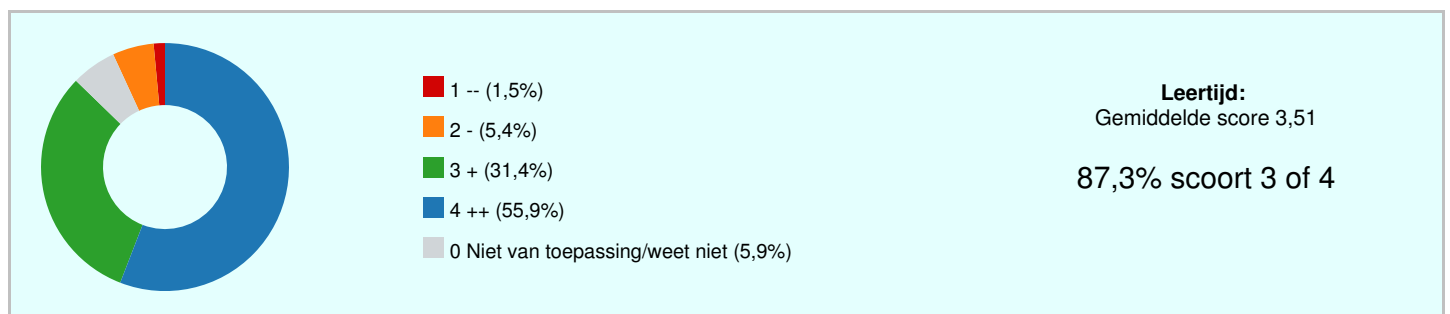 1 -- (1,5%)
2 - (5,4%)
3 + (31,4%)
4 ++ (55,9%)
0 Niet van toepassing/weet niet (5,9%)
Leertijd:
Gemiddelde score 3,51
87,3% scoort 3 of 4